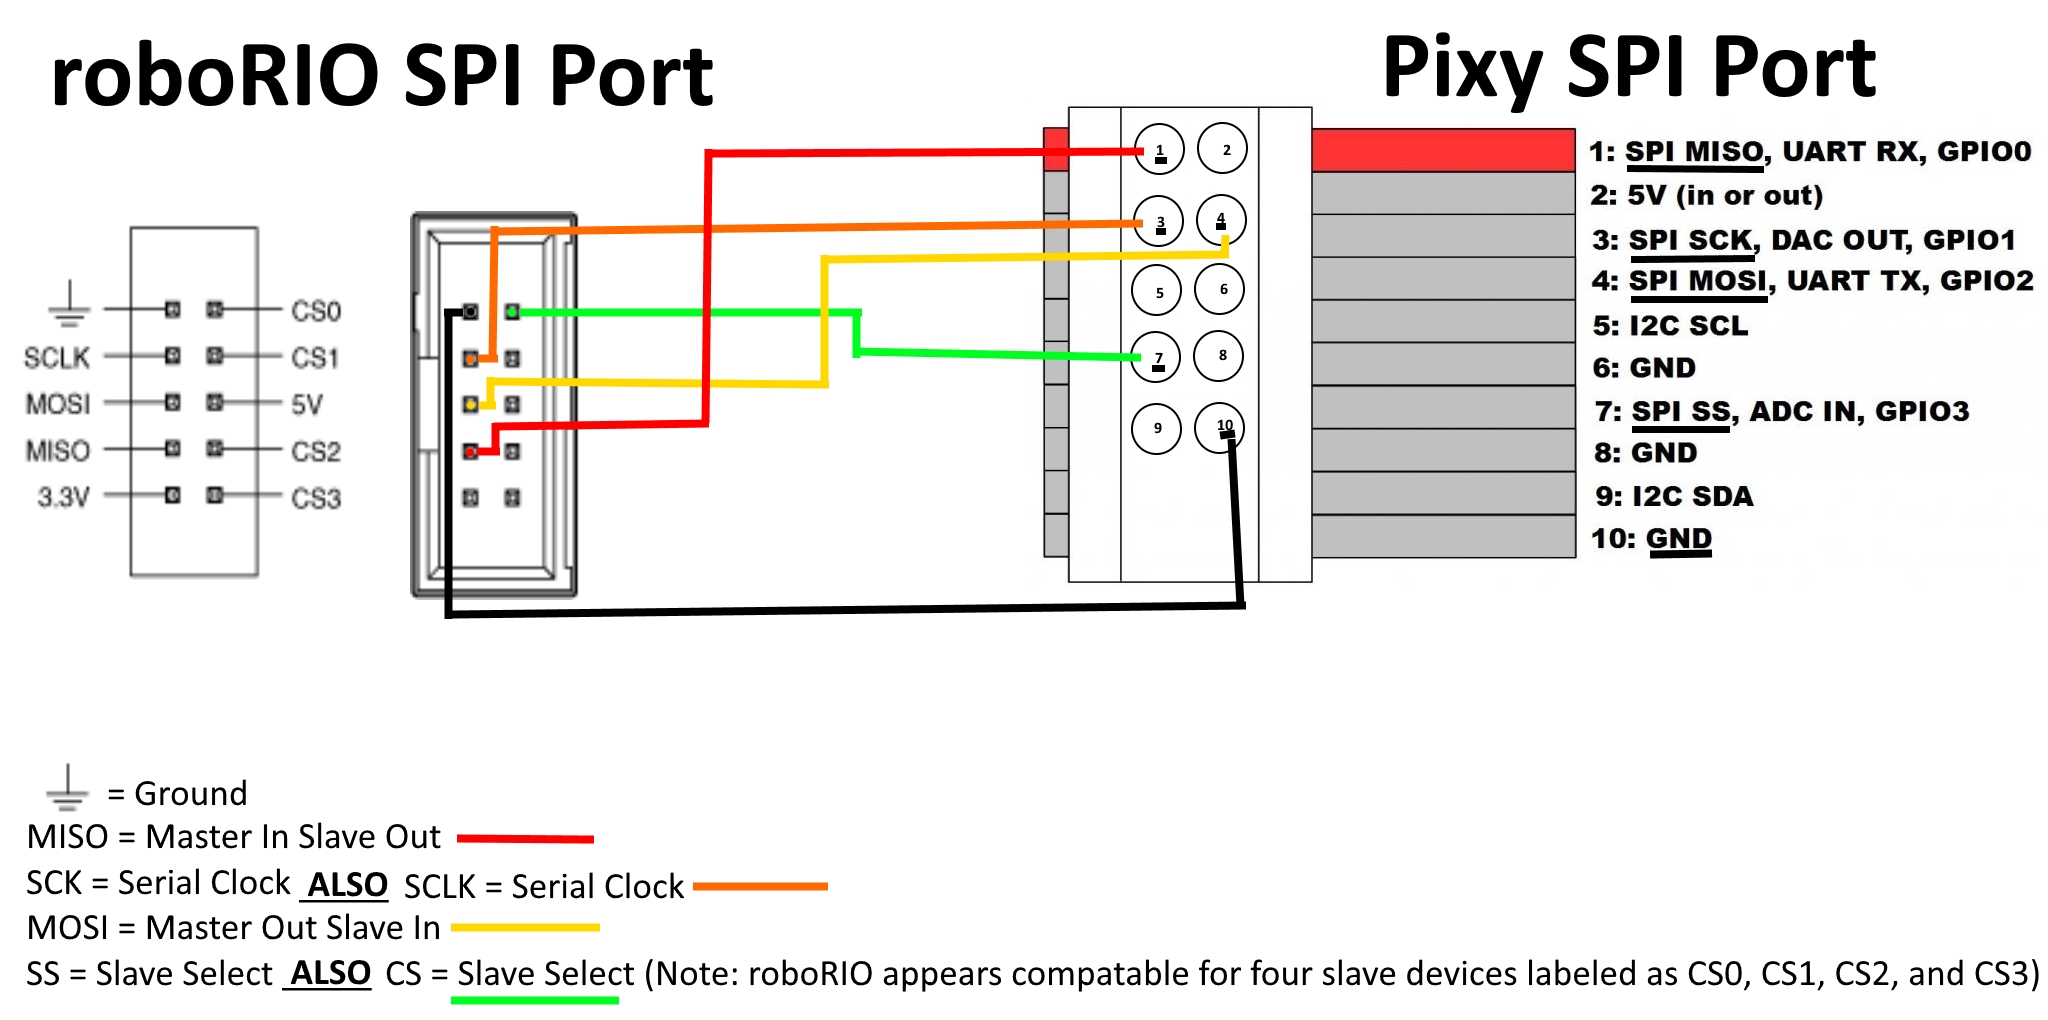 roboRIO SPI Port
Pixy SPI Port
CS0
SCLK
CS1
MOSI
5V
MISO
CS2
3.3V
CS3
1
2
3
4
5
6
7
8
9
10
1: SPI MISO, UART RX, GPIO0
2: 5V (in or out)
3: SPI SCK, DAC OUT, GPIO1
4: SPI MOSI, UART TX, GPIO2
5: I2C SCL
6: GND
7: SPI SS, ADC IN, GPIO3
8: GND
9: I2C SDA
10: GND
= Ground
MISO = Master In Slave Out
SCK = Serial Clock ALSO SCLK = Serial Clock
MOSI = Master Out Slave In
SS = Slave Select ALSO CS = Slave Select (Note: roboRIO appears compatable for four slave devices labeled as CS0, CS1, CS2, and CS3)